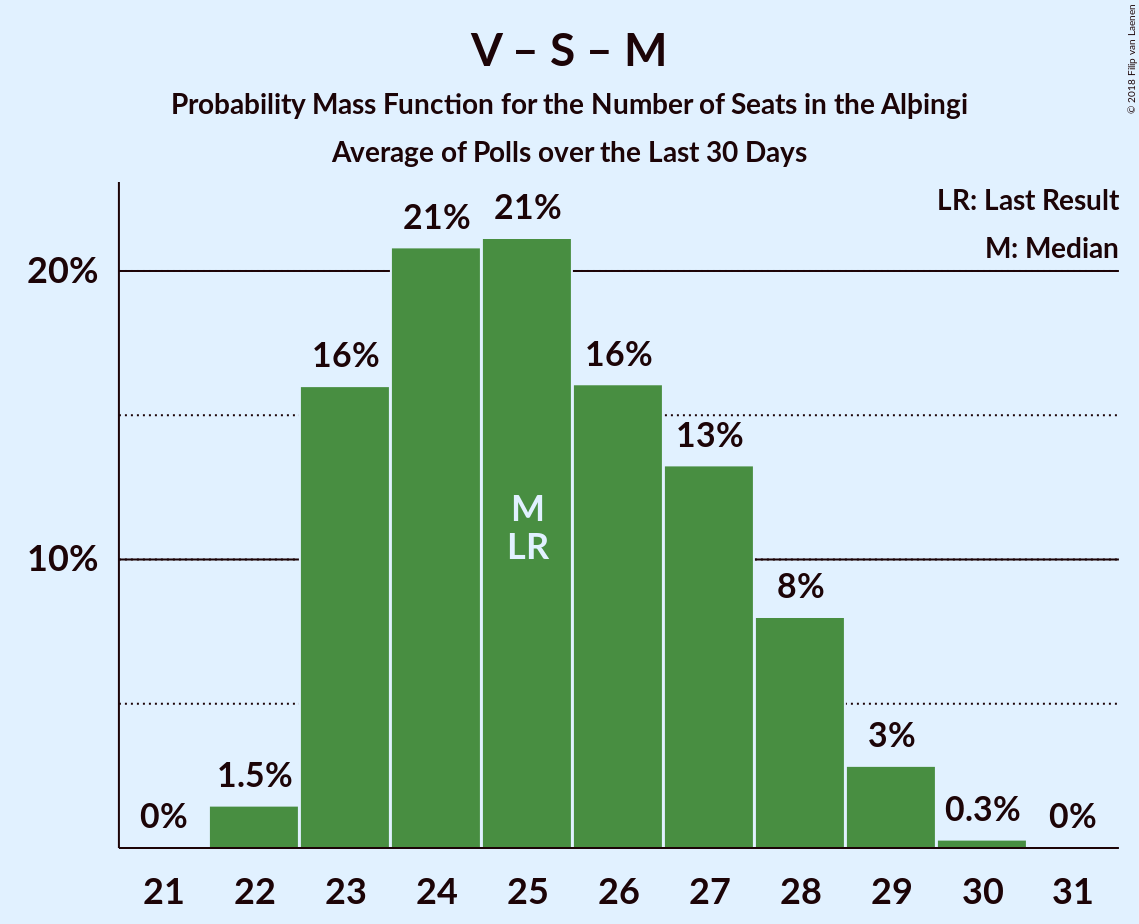 V – S – M
Probability Mass Function for the Number of Seats in the Alþingi
Average of Polls over the Last 30 Days
© 2018 Filip van Laenen
LR: Last Result
M: Median
20%
10%
0%
1.5%
16%
21%
21%
16%
13%
8%
3%
0.3%
0%
M
LR
21 22 23 24 25 26 27 28 29 30 31